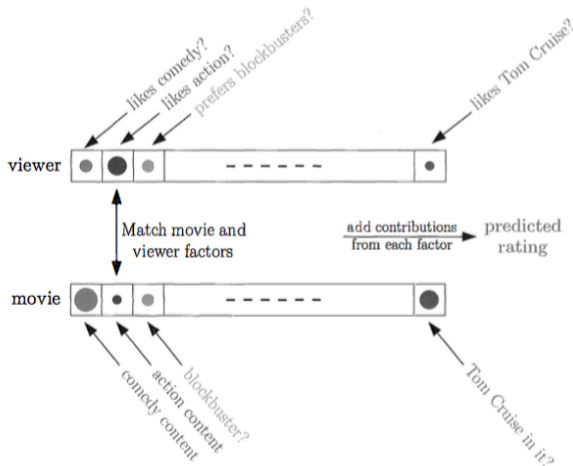 likes comedy?
likes action?
prefers blockbusters?
likes Tom Cruise?
viewer
Match movie and
viewer factors
add contributions
from each factor
predicted
rating
movie
comedy content
action content
blockbuster?
Tom Cruise in it?